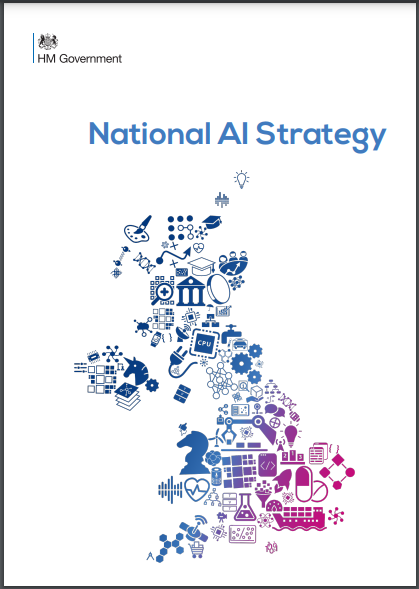 HM Government
National AI Strategy
CPU